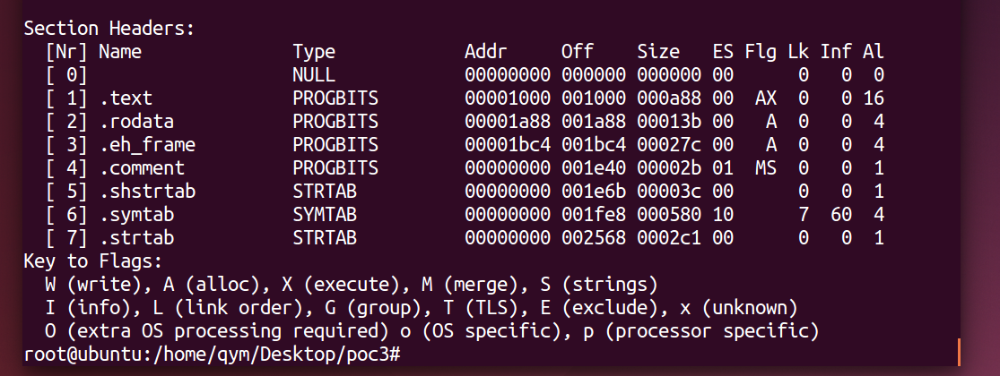 Section Headers:
  [Nr] Name              Type            Addr     Off    Size   ES Flg Lk Inf Al
  [ 0]                   NULL            00000000 000000 000000 00      0   0  0
  [ 1] .text             PROGBITS        00001000 001000 000a88 00  AX  0   0 16
  [ 2] .rodata           PROGBITS        00001a88 001a88 00013b 00   A  0   0  4
  [ 3] .eh_frame         PROGBITS        00001bc4 001bc4 00027c 00   A  0   0  4
  [ 4] .comment          PROGBITS        00000000 001e40 00002b 01  MS  0   0  1
  [ 5] .shstrtab         STRTAB          00000000 001e6b 00003c 00      0   0  1
  [ 6] .symtab           SYMTAB          00000000 001fe8 000580 10      7  60  4
  [ 7] .strtab           STRTAB          00000000 002568 0002c1 00      0   0  1
Key to Flags:
  W (write), A (alloc), X (execute), M (merge), S (strings)
  I (info), L (link order), G (group), T (TLS), E (exclude), x (unknown)
  O (extra OS processing required) o (OS specific), p (processor specific)
root@ubuntu:/home/qym/Desktop/poc3#